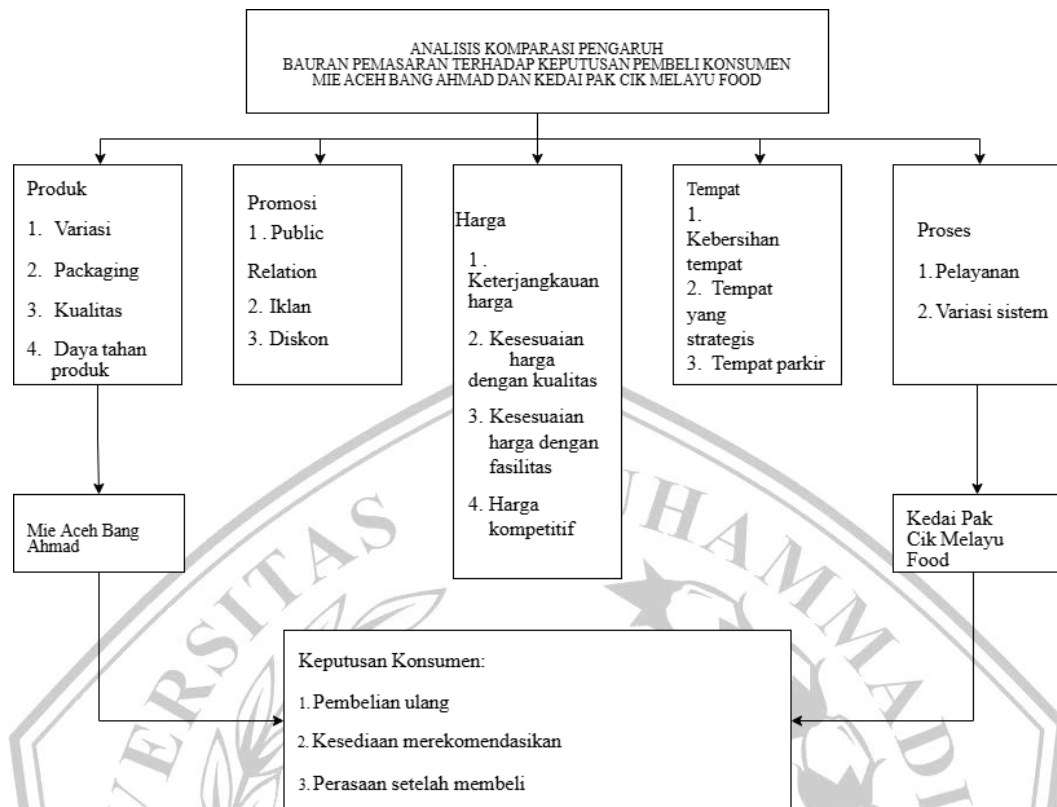 ANALISIS KOMPARASI PENGARUH
BAURAN PEMASARAN TERHADAP KEPUTUSAN PEMBELI KONSUMEN
MIE ACEH BANG AHMAD DAN KEDAI PAK CIK MELAYU FOOD
Produk
1. Variasi
2. Packaging
3. Kualitas
4. Daya tahan
produk
Promosi
1 . Public
Relation
2. Iklan
3. Diskon
Harga
1 .
Keterjangkauan
harga
2. Kesesuaian
harga
dengan kualitas
3. Kesesuaian
harga dengan
fasilitas
4. Harga
kompetitif
Tempat
1.
Kebersihan
tempat
2. Tempat
yang
strategis
3. Tempat parkir
Proses
1. Pelayanan
2. Variasi sistem
Mie Aceh Bang
Ahmad
Kedai Pak
Cik Melayu
Food
Keputusan Konsumen:
1. Pembelian ulang
2. Kesediaan merekomendasikan
3. Perasaan setelah membeli
VERSITAS
UHAMMADI